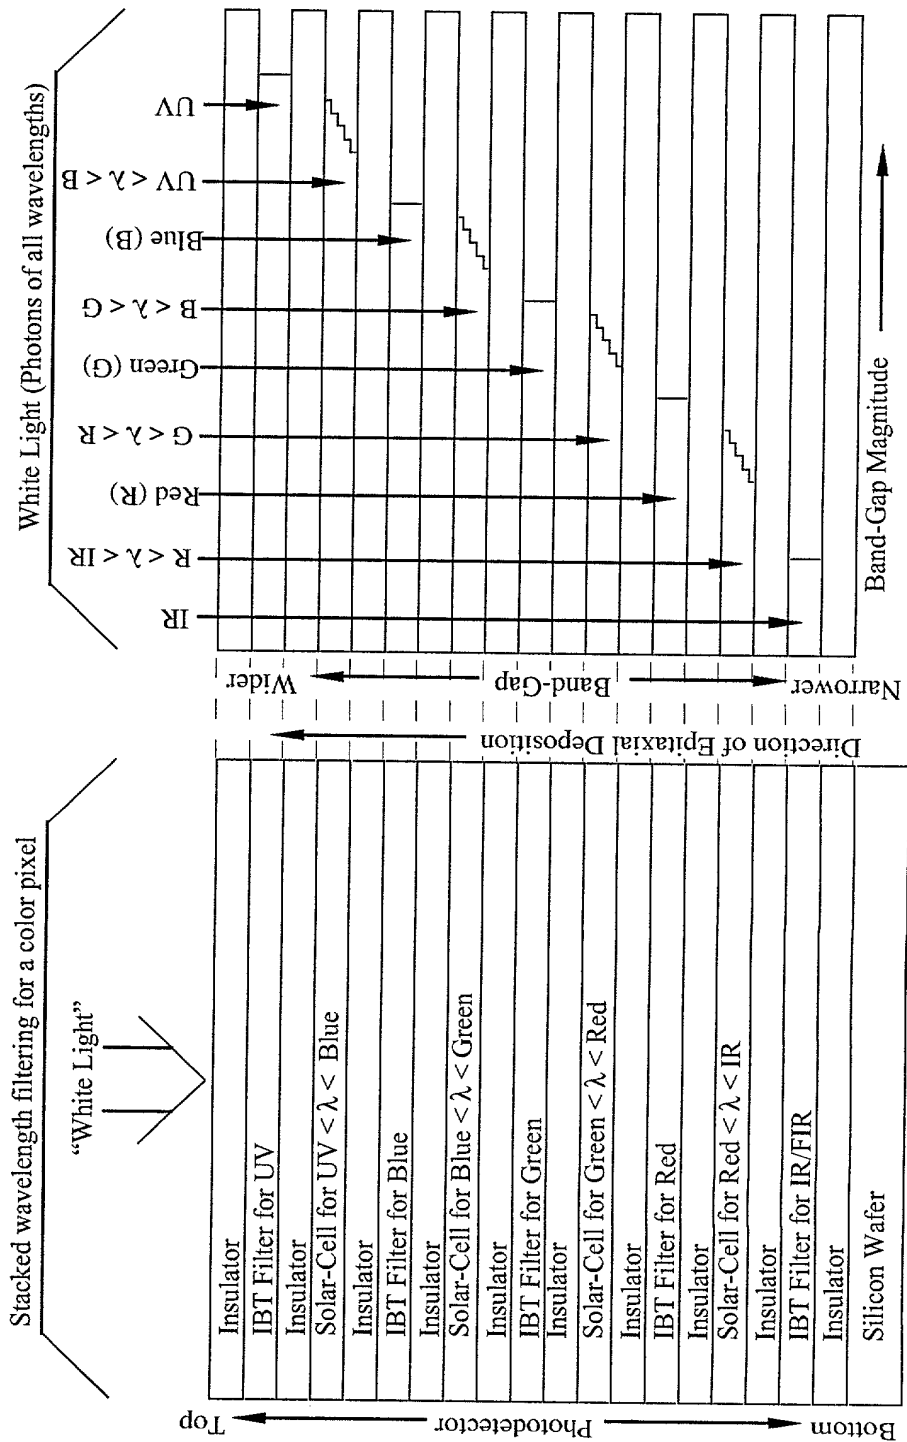 Stacked wavelength filtering for a color pixel
“White Light”
Top
Photodetector
Bottom
Insulator
IBT Filter for UV
Insulator
Solar-Cell for UV < λ < Blue
Insulator
IBT Filter for Blue
Insulator
Solar-Cell for Blue < λ < Green
Insulator
IBT Filter for Green
Insulator
Solar-Cell for Green < λ < Red
Insulator
IBT Filter for Red
Insulator
Solar-Cell for Red < λ < IR
Insulator
IBT Filter for IR/FIR
Insulator
Silicon Wafer
Direction of Epitaxial Deposition
Wider
Band-Gap
Narrower
White Light (Photons of all wavelengths)
IR
R < λ < IR
Red (R)
G < λ < R
Green (G)
B < λ < G
Blue (B)
UV < λ < B
UV
Band-Gap Magnitude